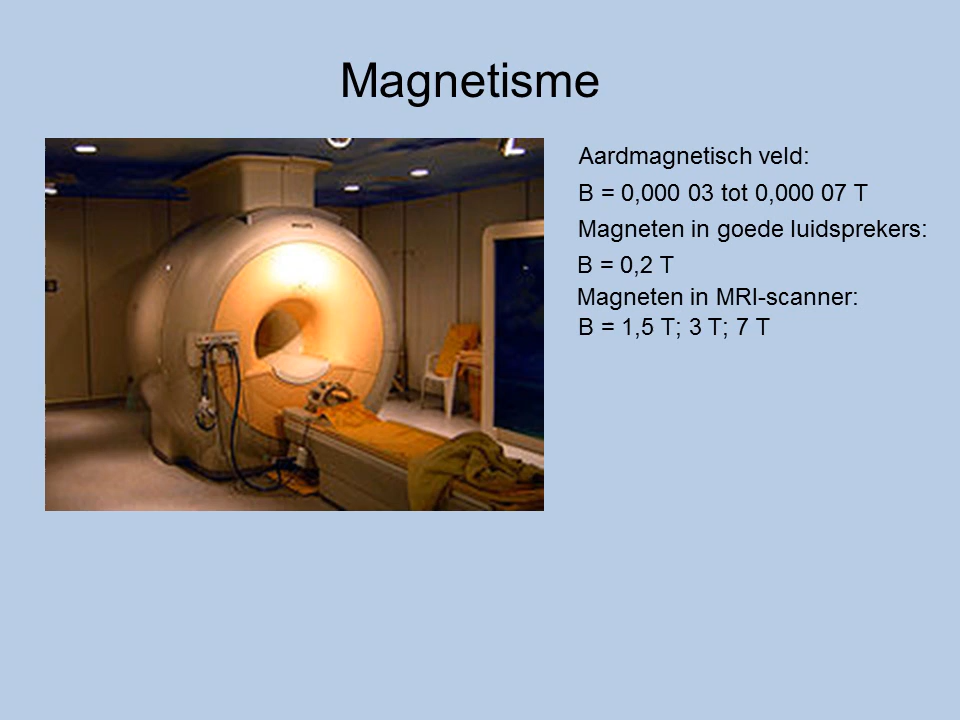 Magnetisme
Aardmagnetisch veld:
B = 0,000 03 tot 0,000 07 T
Magneten in goede luidsprekers:
B = 0,2 T
Magneten in MRI-scanner:
B = 1,5 T; 3 T; 7 T